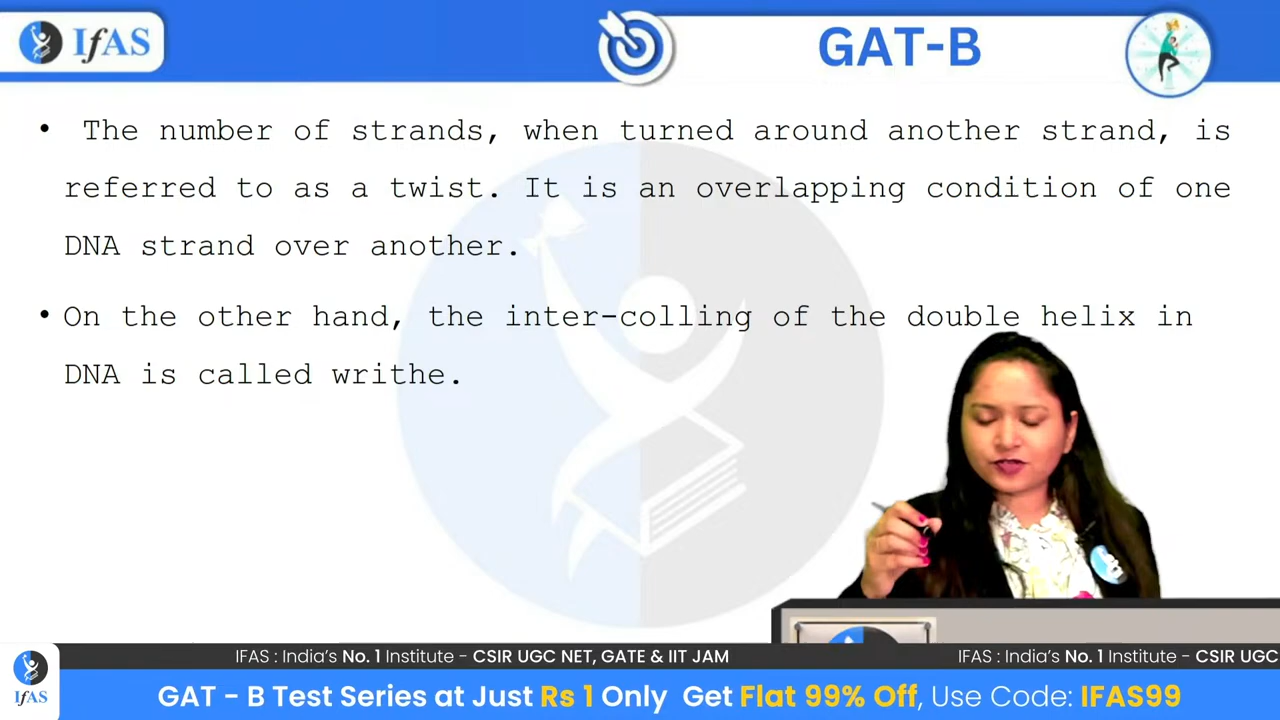 IfAS
GAT-B
• The number of strands, when turned around another strand, is
referred to as a twist. It is an overlapping condition of one
DNA strand over another.
• On the other hand, the inter-colling of the double helix in
DNA is called writhe.
IFAS : India's No. 1 Institute - CSIR UGC NET, GATE & IIT JAM
IFAS : India's No. 1 Institute - CSIR UGC
IfAS
GAT - B Test Series at Just Rs 1 Only Get Flat 99% Off, Use Code: IFAS99